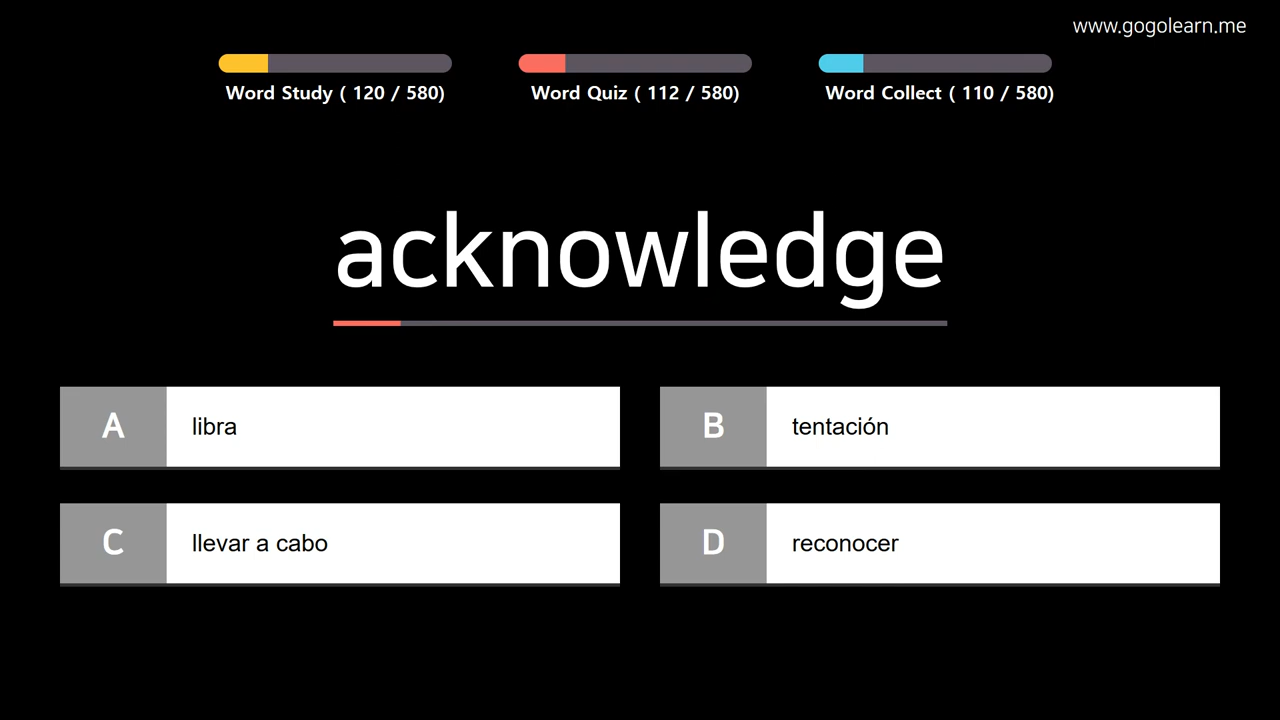 www.gogolearn.me
Word Study ( 120 / 580)
Word Quiz ( 112 / 580)
Word Collect ( 110 / 580)
acknowledge
A libra
B tentación
C llevar a cabo
D reconocer